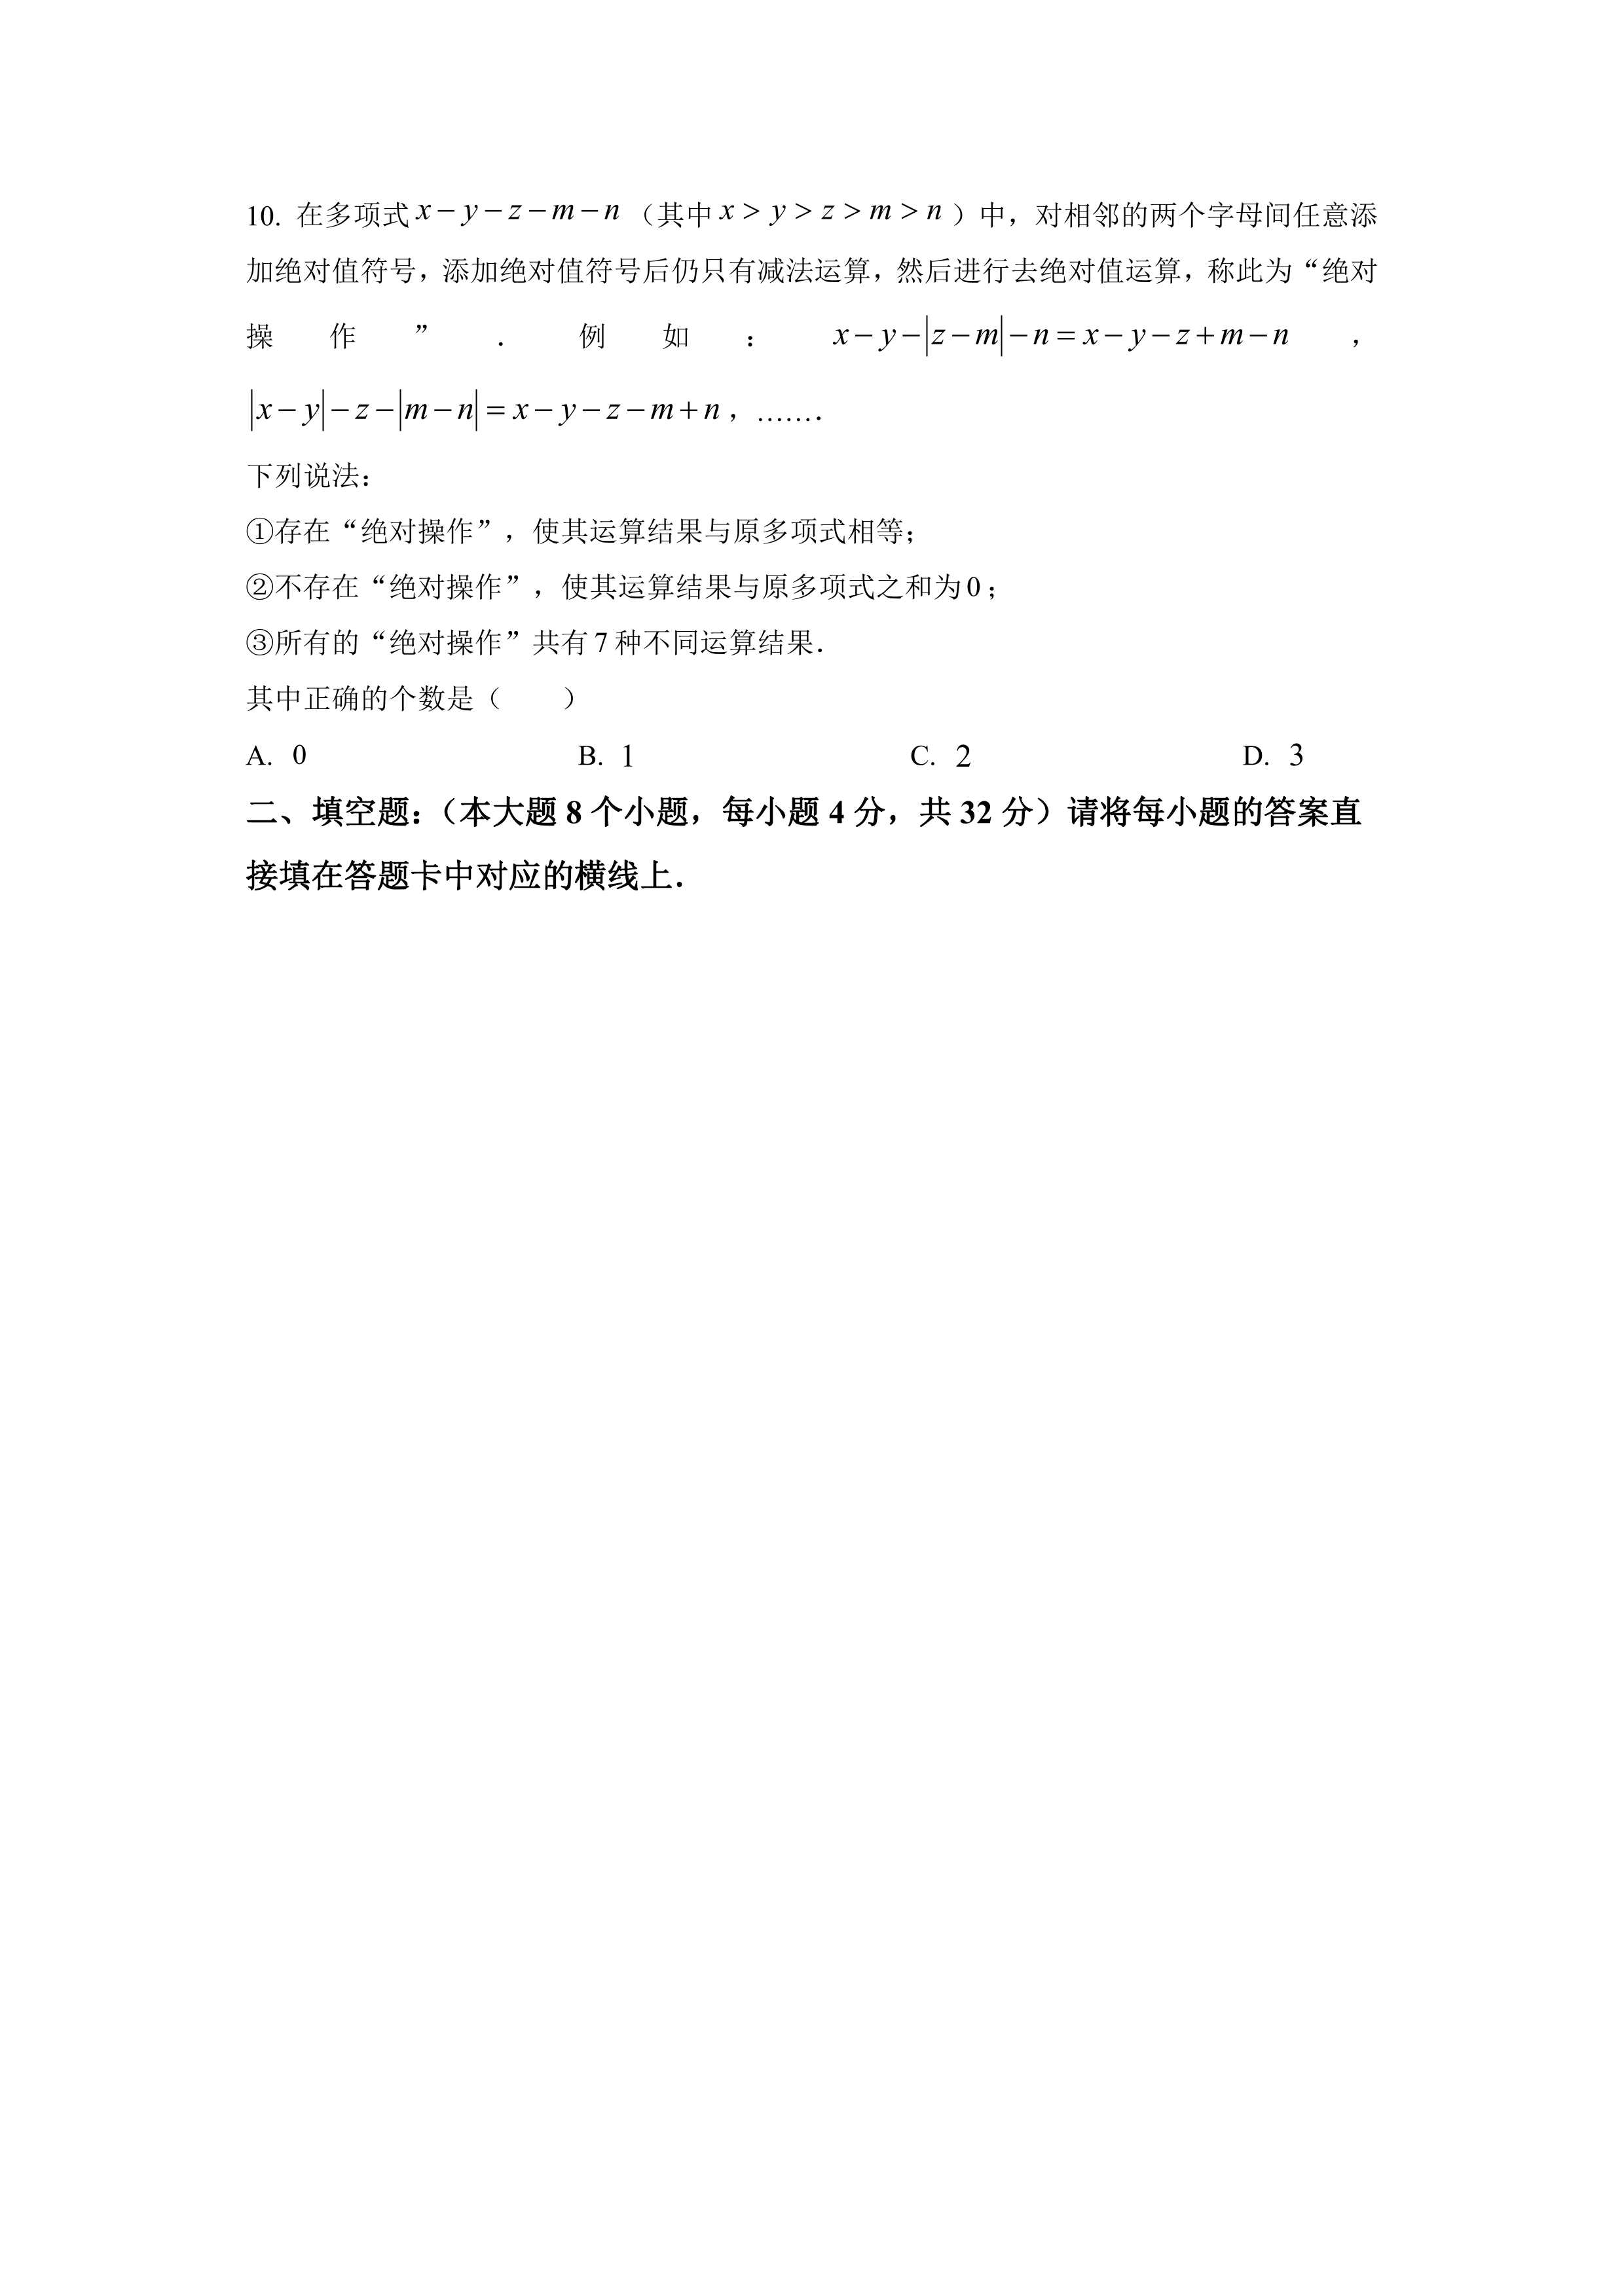 10. 在多项式 x－y－z－m－n（其中 x＞y＞z＞m＞n）中，对相邻的两个字母间任意添
加绝对值符号，添加绝对值符号后仍只有减法运算，然后进行去绝对值运算，称此为“绝对
操作”．例如：x－y－|z－m|－n＝x－y－z＋m－n，
|x－y|－z－|m－n|＝x－y－z－m＋n，……．
下列说法：
①存在“绝对操作”，使其运算结果与原多项式相等；
②不存在“绝对操作”，使其运算结果与原多项式之和为 0；
③所有的“绝对操作”共有 7 种不同运算结果．
其中正确的个数是（　　）
A. 0　B. 1　C. 2　D. 3
二、填空题：（本大题 8 个小题，每小题 4 分，共 32 分）请将每小题的答案直
接填在答题卡中对应的横线上．